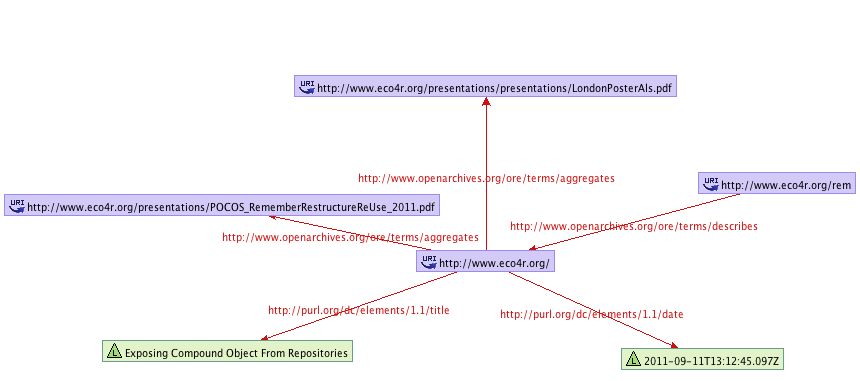 URI http://www.eco4r.org/presentations/presentations/LondonPosterAls.pdf
http://www.openarchives.org/ore/terms/aggregates
URI http://www.eco4r.org/rem
URI http://www.eco4r.org/presentations/POCOS_RememberRestructureReUse_2011.pdf
http://www.openarchives.org/ore/terms/describes
http://www.openarchives.org/ore/terms/aggregates
URI http://www.eco4r.org/
http://purl.org/dc/elements/1.1/title
http://purl.org/dc/elements/1.1/date
L Exposing Compound Object From Repositories
L 2011-09-11T13:12:45.097Z